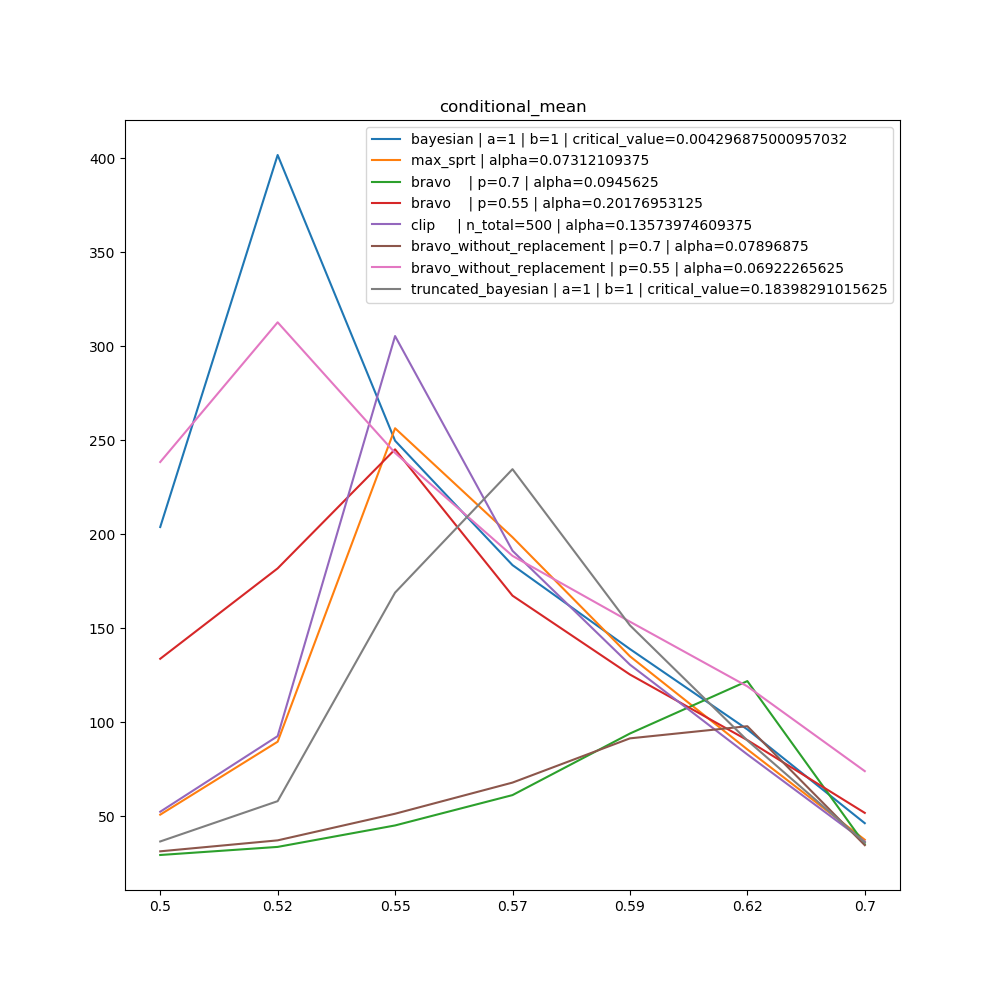 conditional_mean
bayesian | a=1 | b=1 | critical_value=0.004296875000957032
max_sprt | alpha=0.07312109375
bravo    | p=0.7 | alpha=0.0945625
bravo    | p=0.55 | alpha=0.20176953125
clip     | n_total=500 | alpha=0.13573974609375
bravo_without_replacement | p=0.7 | alpha=0.07896875
bravo_without_replacement | p=0.55 | alpha=0.06922265625
truncated_bayesian | a=1 | b=1 | critical_value=0.18398291015625
400
350
300
250
200
150
100
50
0.5 0.52 0.55 0.57 0.59 0.62 0.7